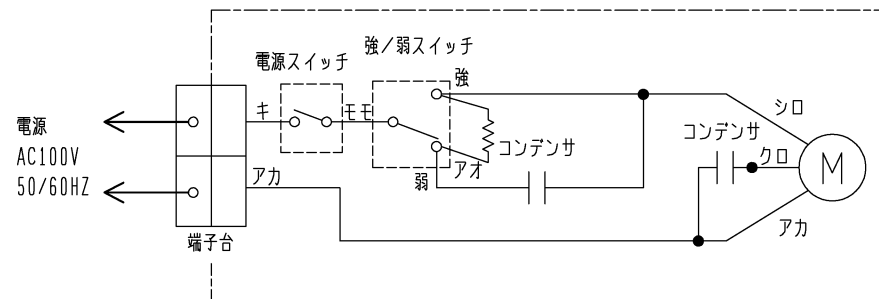 電源スイッチ
強/弱スイッチ
強
キ
モモ
シロ
電源
AC100V
50/60HZ
コンデンサ
コンデンサ
クロ
M
アカ
弱
アオ
アカ
端子台